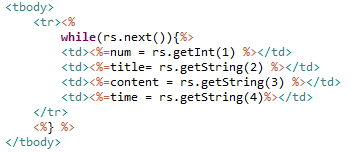 <tbody>
<tr><%
while(rs.next()){%>
<td><%=num = rs.getInt(1) %></td>
<td><%=title= rs.getString(2) %></td>
<td><%=content = rs.getString(3) %></td>
<td><%=time = rs.getString(4)%></td>
</tr>
<%} %>
</tbody>